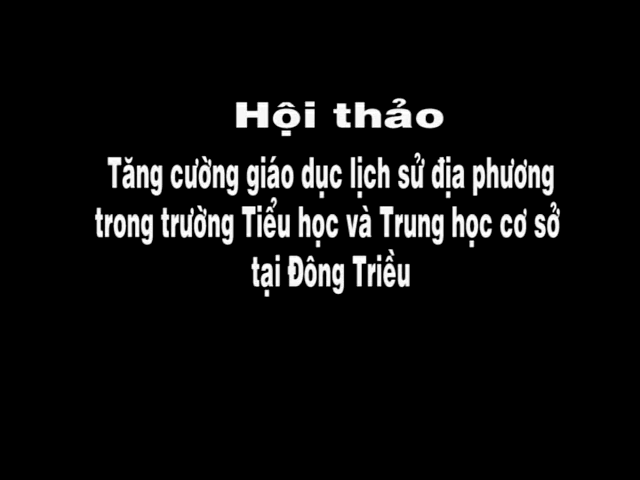 Hội thảo
Tăng cường giáo dục lịch sử địa phương
trong trường Tiểu học và Trung học cơ sở
tại Đông Triều